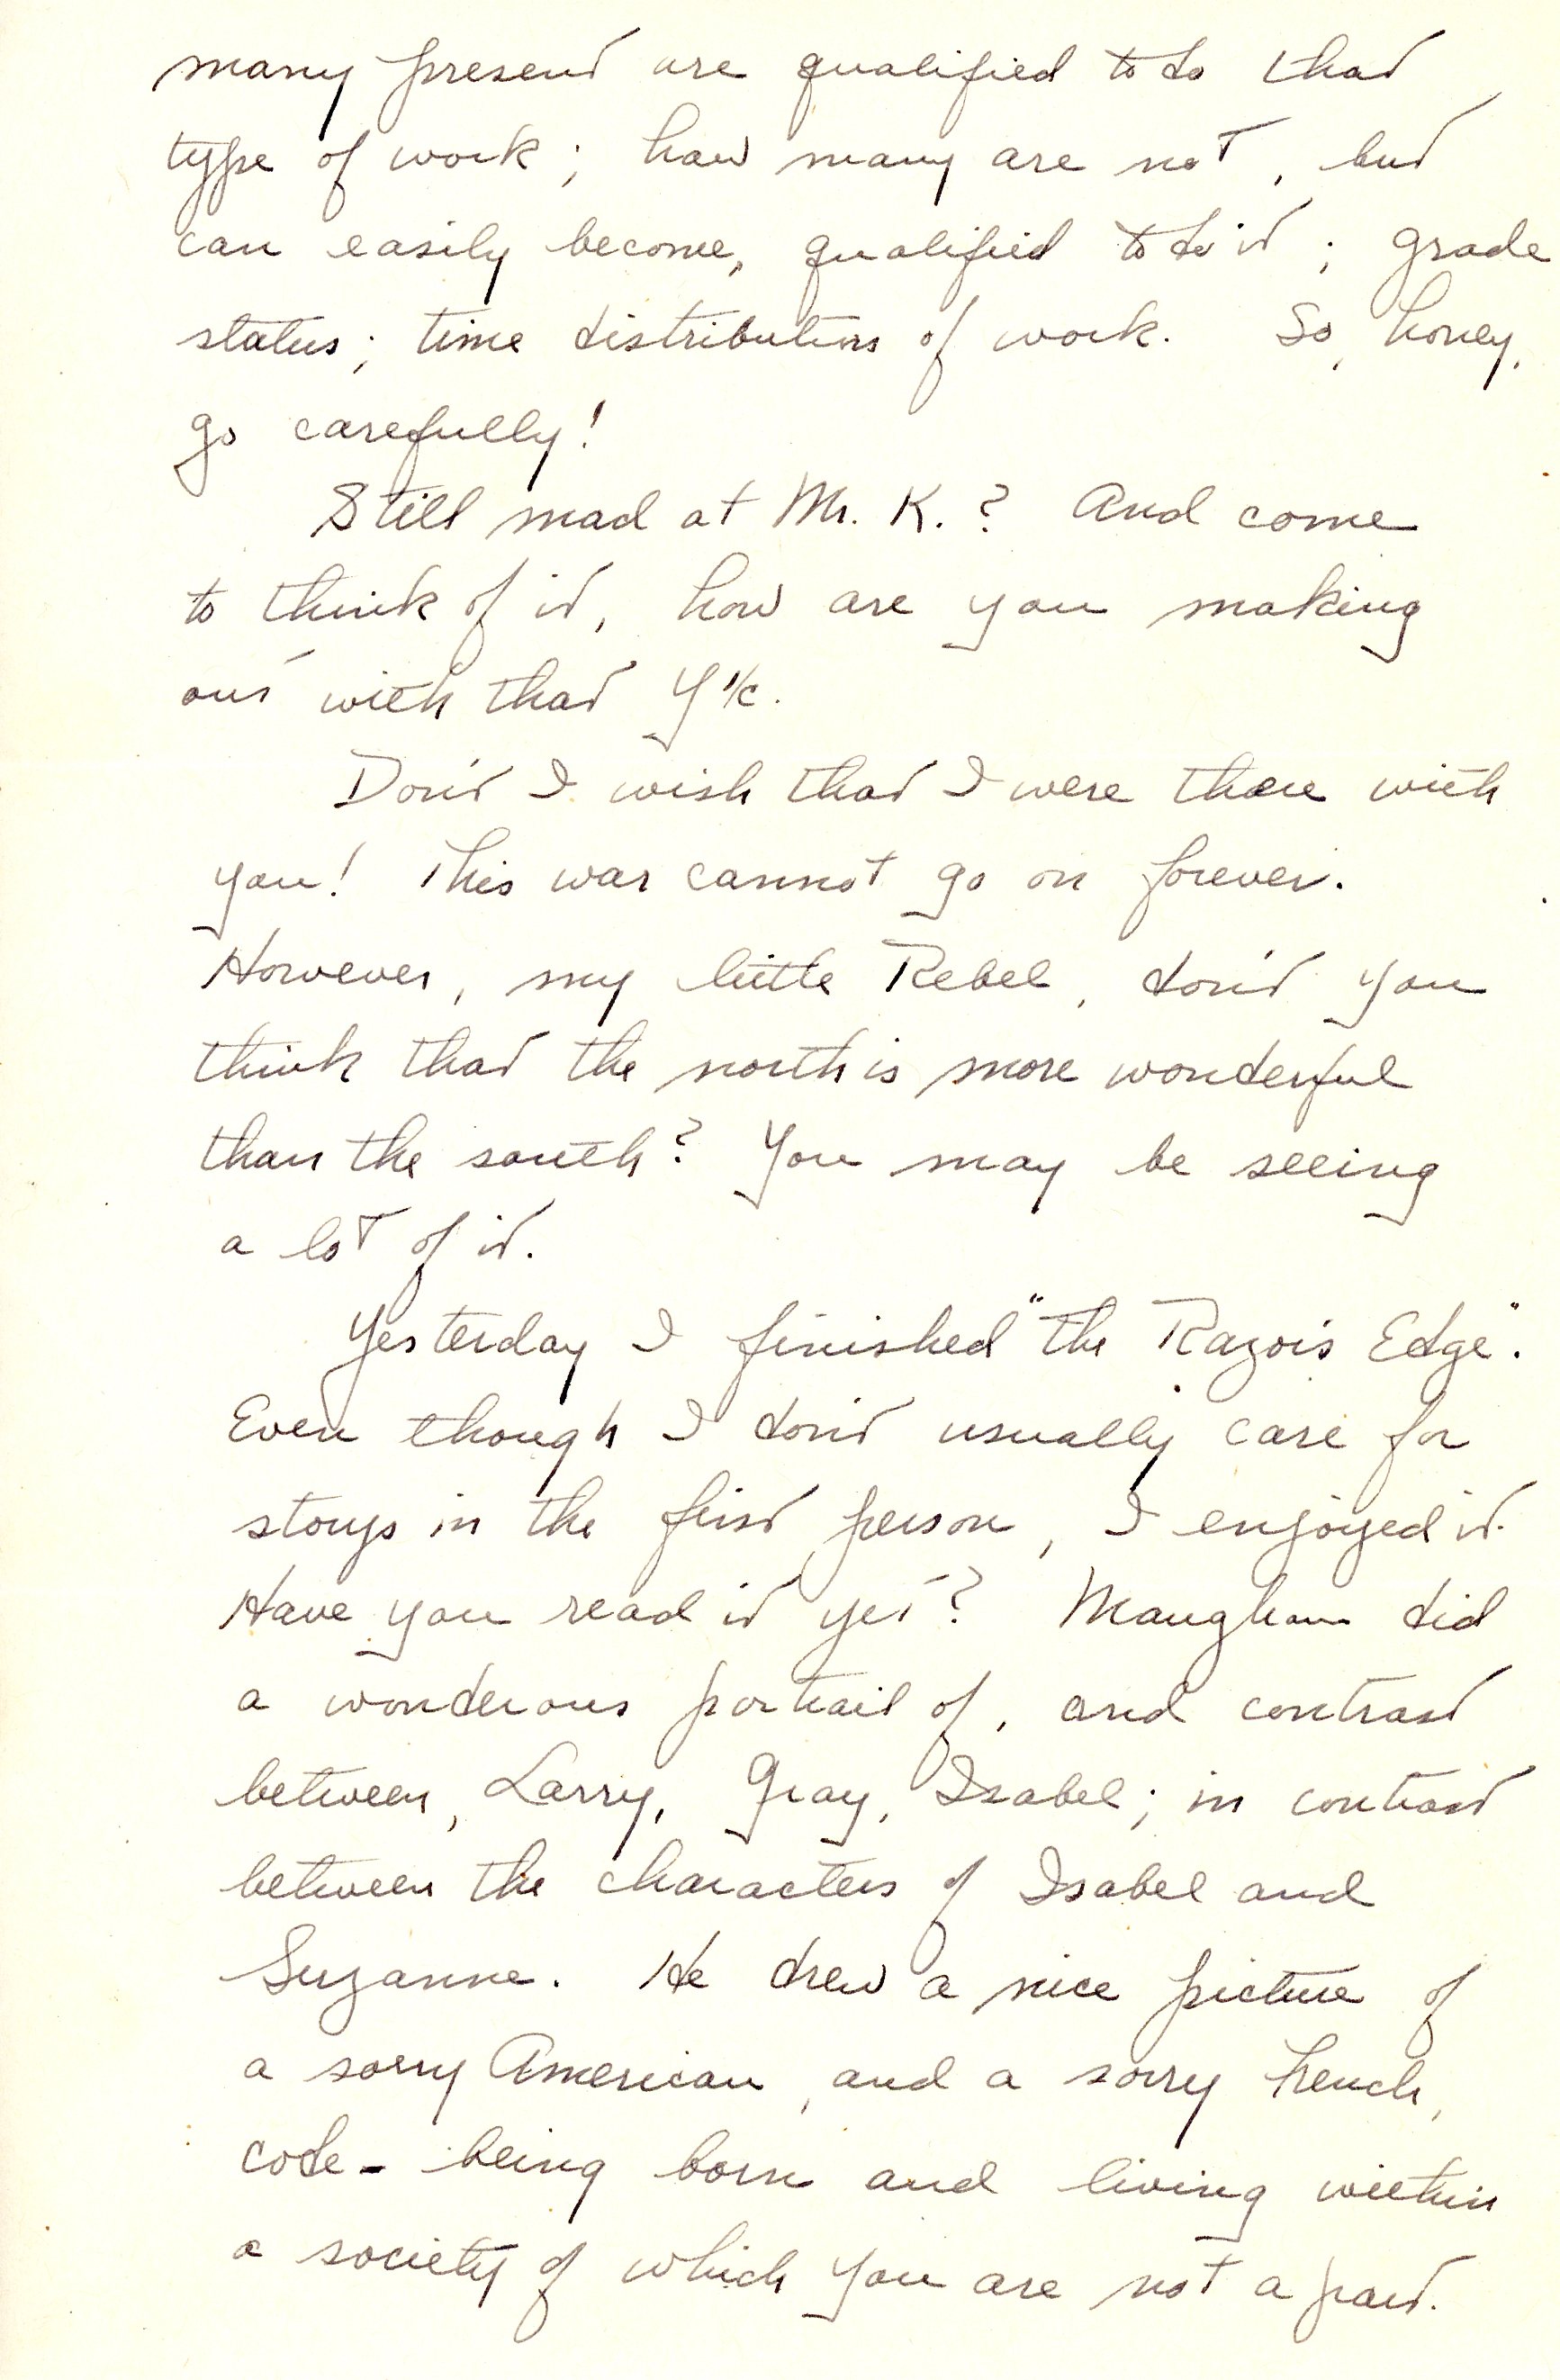 many present are qualified to do that
type of work; how many are not, but
can easily become, qualified to do it; grade
status; time distribution of work. So, honey,
go carefully!
Still mad at Mr. K.? And come
to think of it, how are you making
out with that Y 1/c.
Don't I wish that I were there with
you! This war cannot go on forever.
However, my little Rebel, don't you
think that the north is more wonderful
than the south? You may be seeing
a lot of it.
Yesterday I finished "the Razor's Edge".
Even though I don't usually care for
storys in the first person, I enjoyed it.
Have you read it yet? Maugham did
a wonderous portrait of, and contrast
between, Larry, Gray, Isabel; in contrast
between the characters of Isabel and
Suzanne. He drew a nice picture of
a sorry American, and a sorry French,
code - being born and living within
a society of which you are not a part.